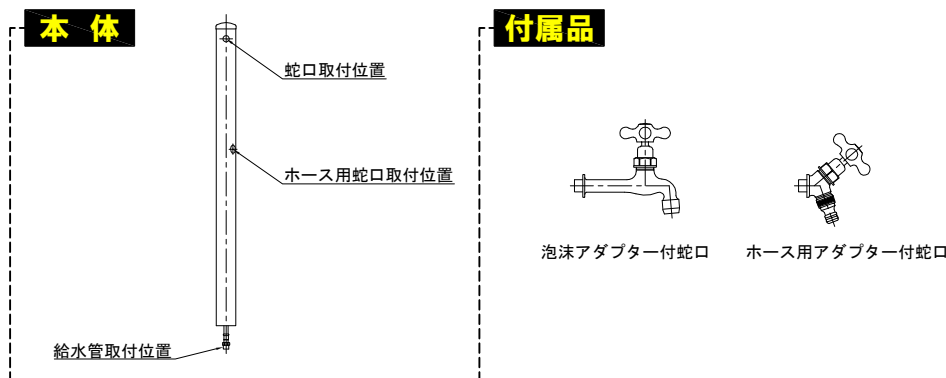 本 体
蛇口取付位置
ホース用蛇口取付位置
給水管取付位置
付属品
泡沫アダプター付蛇口
ホース用アダプター付蛇口